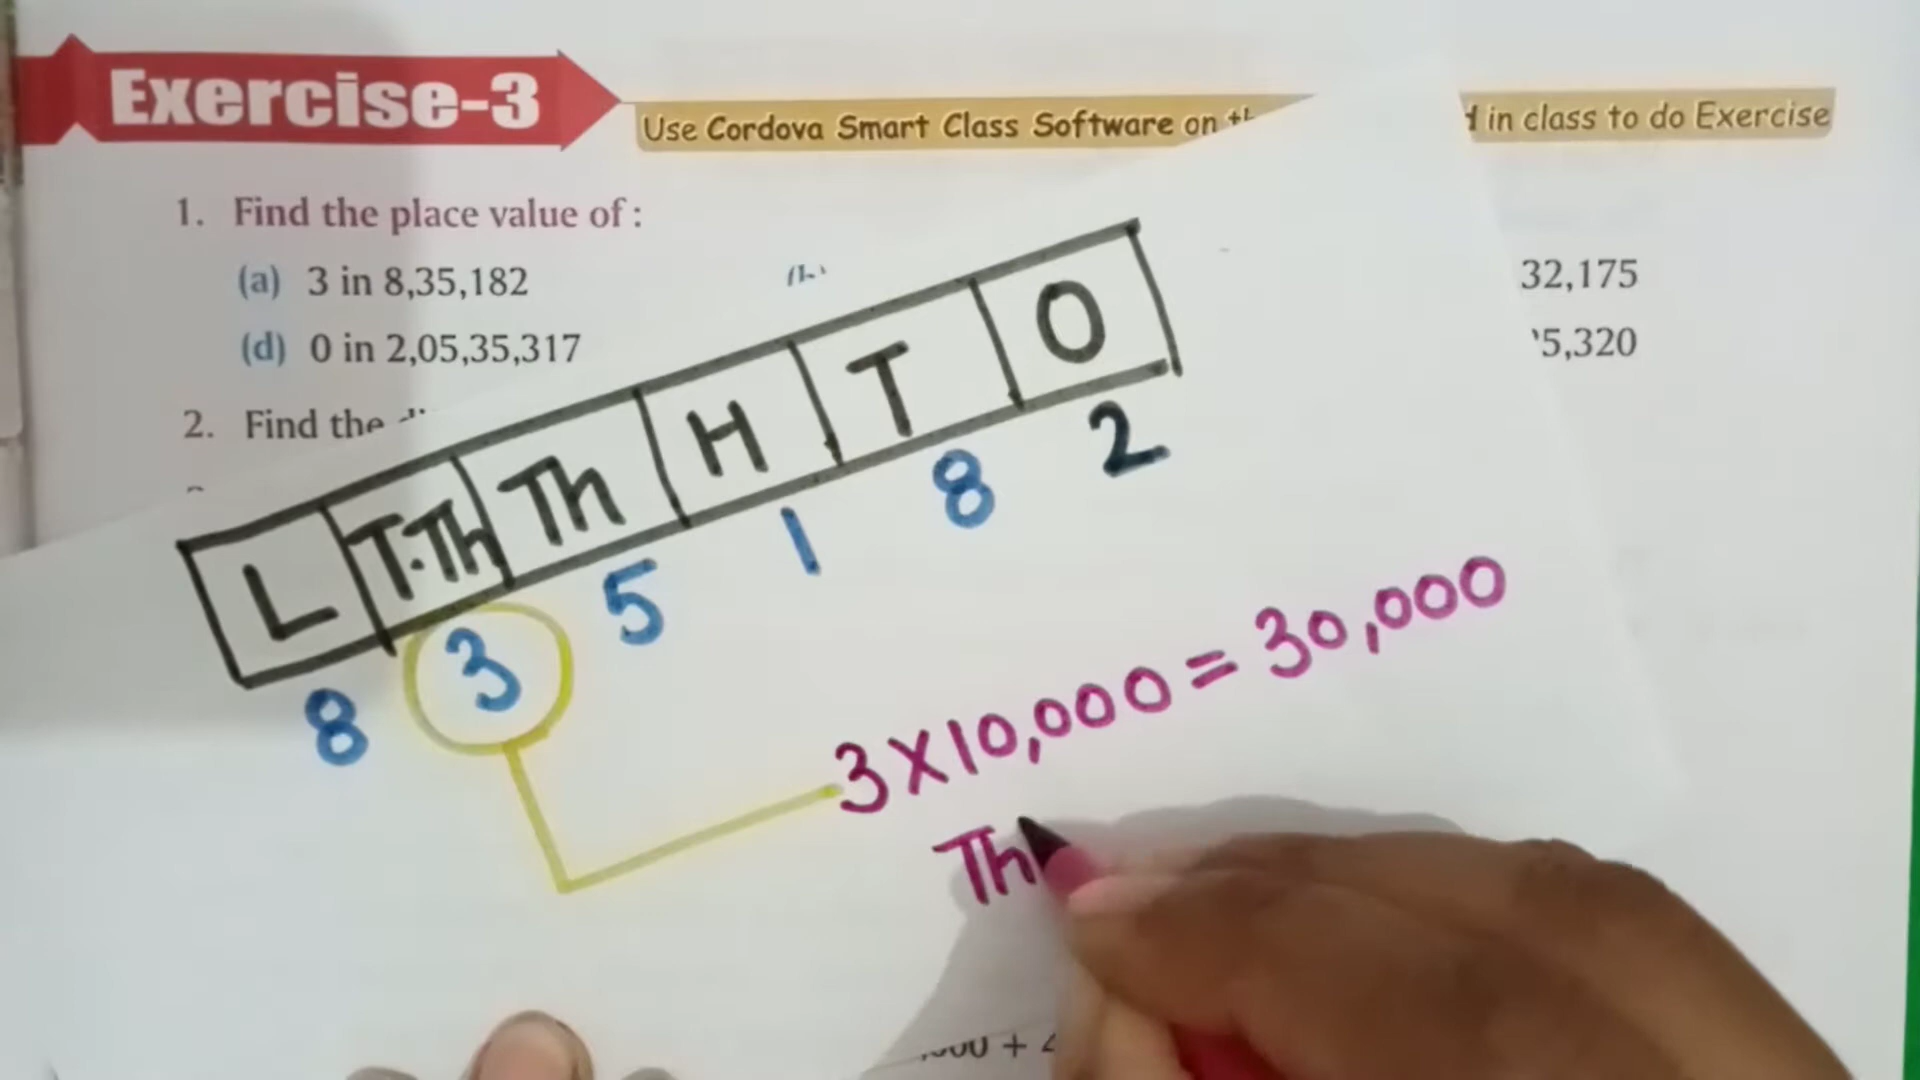 Exercise-3
Use Cordova Smart Class Software on
in class to do Exercise
1. Find the place value of :
(a) 3 in 8,35,182
32,175
(d) 0 in 2,05,35,317
5,320
2. Find the
L T.Th Th H T O
8 3 5 1 8 2
3×10,000 = 30,000
Th